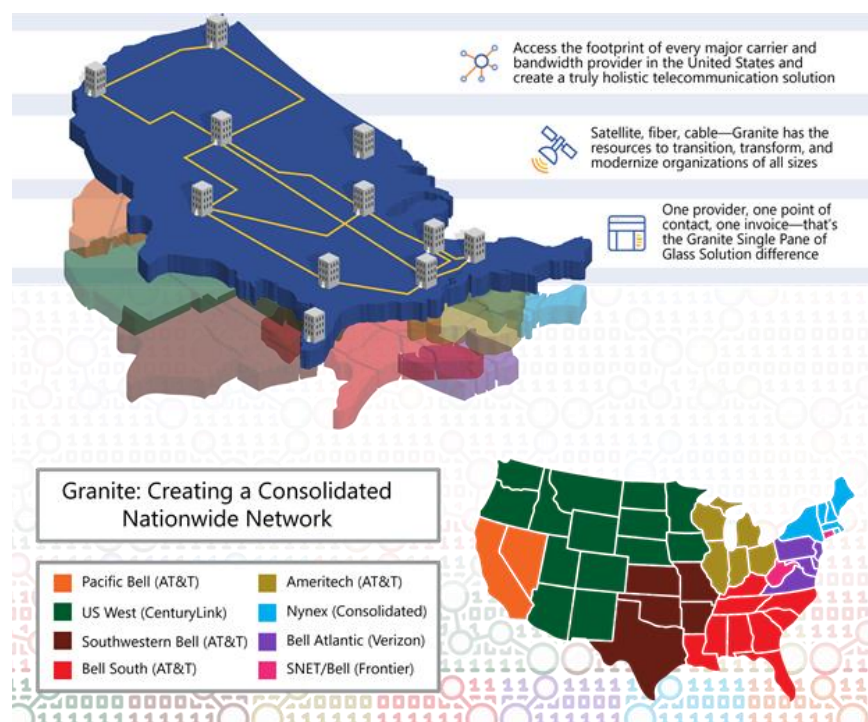 Access the footprint of every major carrier and
bandwidth provider in the United States and
create a truly holistic telecommunication solution
Satellite, fiber, cable—Granite has the
resources to transition, transform, and
modernize organizations of all sizes
One provider, one point of
contact, one invoice—that's
the Granite Single Pane of
Glass Solution difference
Granite: Creating a Consolidated
Nationwide Network
Pacific Bell (AT&T)
US West (CenturyLink)
Southwestern Bell (AT&T)
Bell South (AT&T)
Ameritech (AT&T)
Nynex (Consolidated)
Bell Atlantic (Verizon)
SNET/Bell (Frontier)